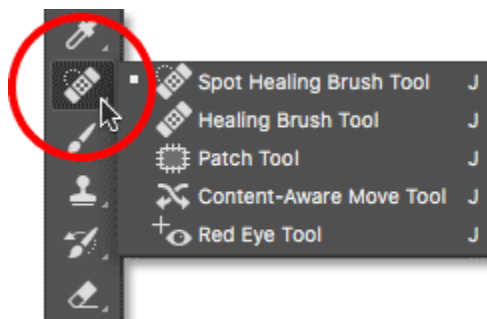 Spot Healing Brush Tool J
Healing Brush Tool J
Patch Tool J
Content-Aware Move Tool J
Red Eye Tool J